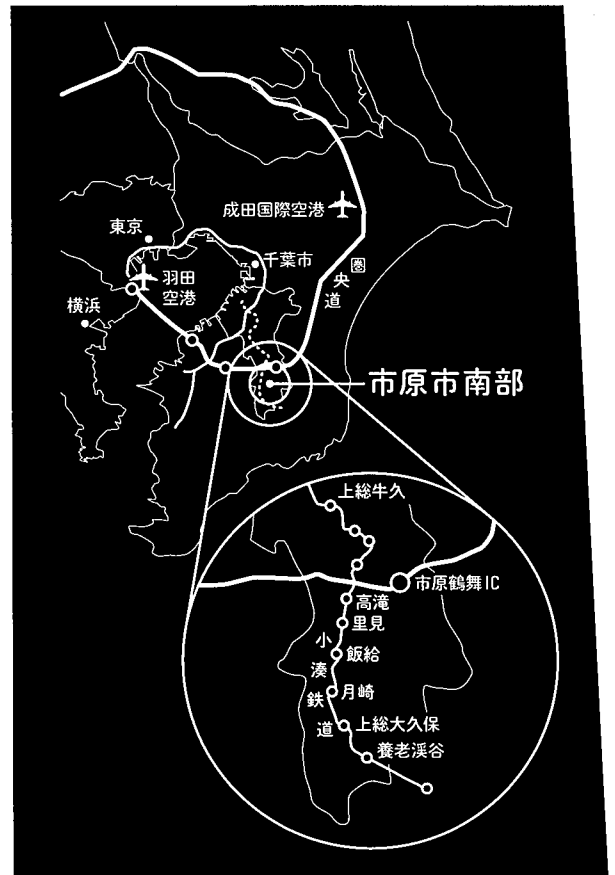 成田国際空港
東京
千葉市
圏央道
羽田
空港
横浜
市原市南部
上総牛久
市原鶴舞IC
高滝
里見
飯給
小湊鉄道
月崎
上総大久保
養老渓谷